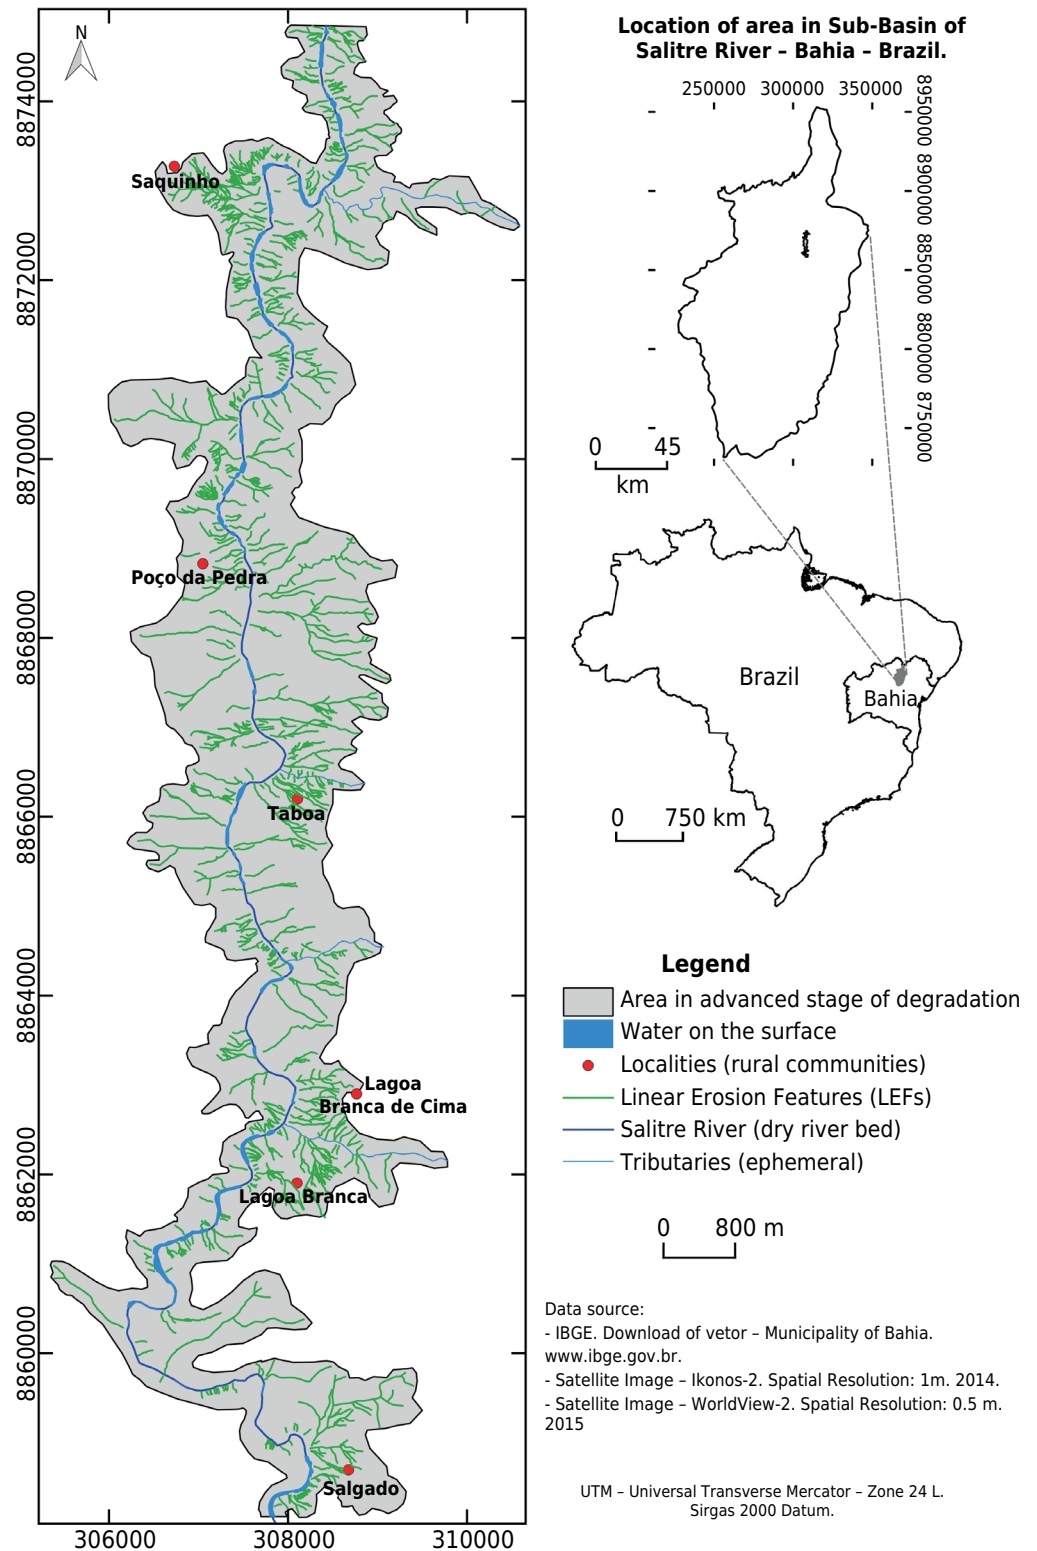 N
8874000
8872000
8870000
8868000
8866000
8864000
8862000
8860000
306000
308000
310000
Saquinho
Poço da Pedra
Taboa
Lagoa
Branca de Cima
Lagoa Branca
Salgado
Location of area in Sub-Basin of
Salitre River – Bahia – Brazil.
250000
300000
350000
8950000
8900000
8850000
8800000
8750000
0 45
km
Brazil
Bahia
0 750 km
Legend
Area in advanced stage of degradation
Water on the surface
Localities (rural communities)
Linear Erosion Features (LEFs)
Salitre River (dry river bed)
Tributaries (ephemeral)
0 800 m
Data source:
- IBGE. Download of vetor – Municipality of Bahia.
www.ibge.gov.br.
- Satellite Image – Ikonos-2. Spatial Resolution: 1m. 2014.
- Satellite Image – WorldView-2. Spatial Resolution: 0.5 m.
2015
UTM – Universal Transverse Mercator – Zone 24 L.
Sirgas 2000 Datum.